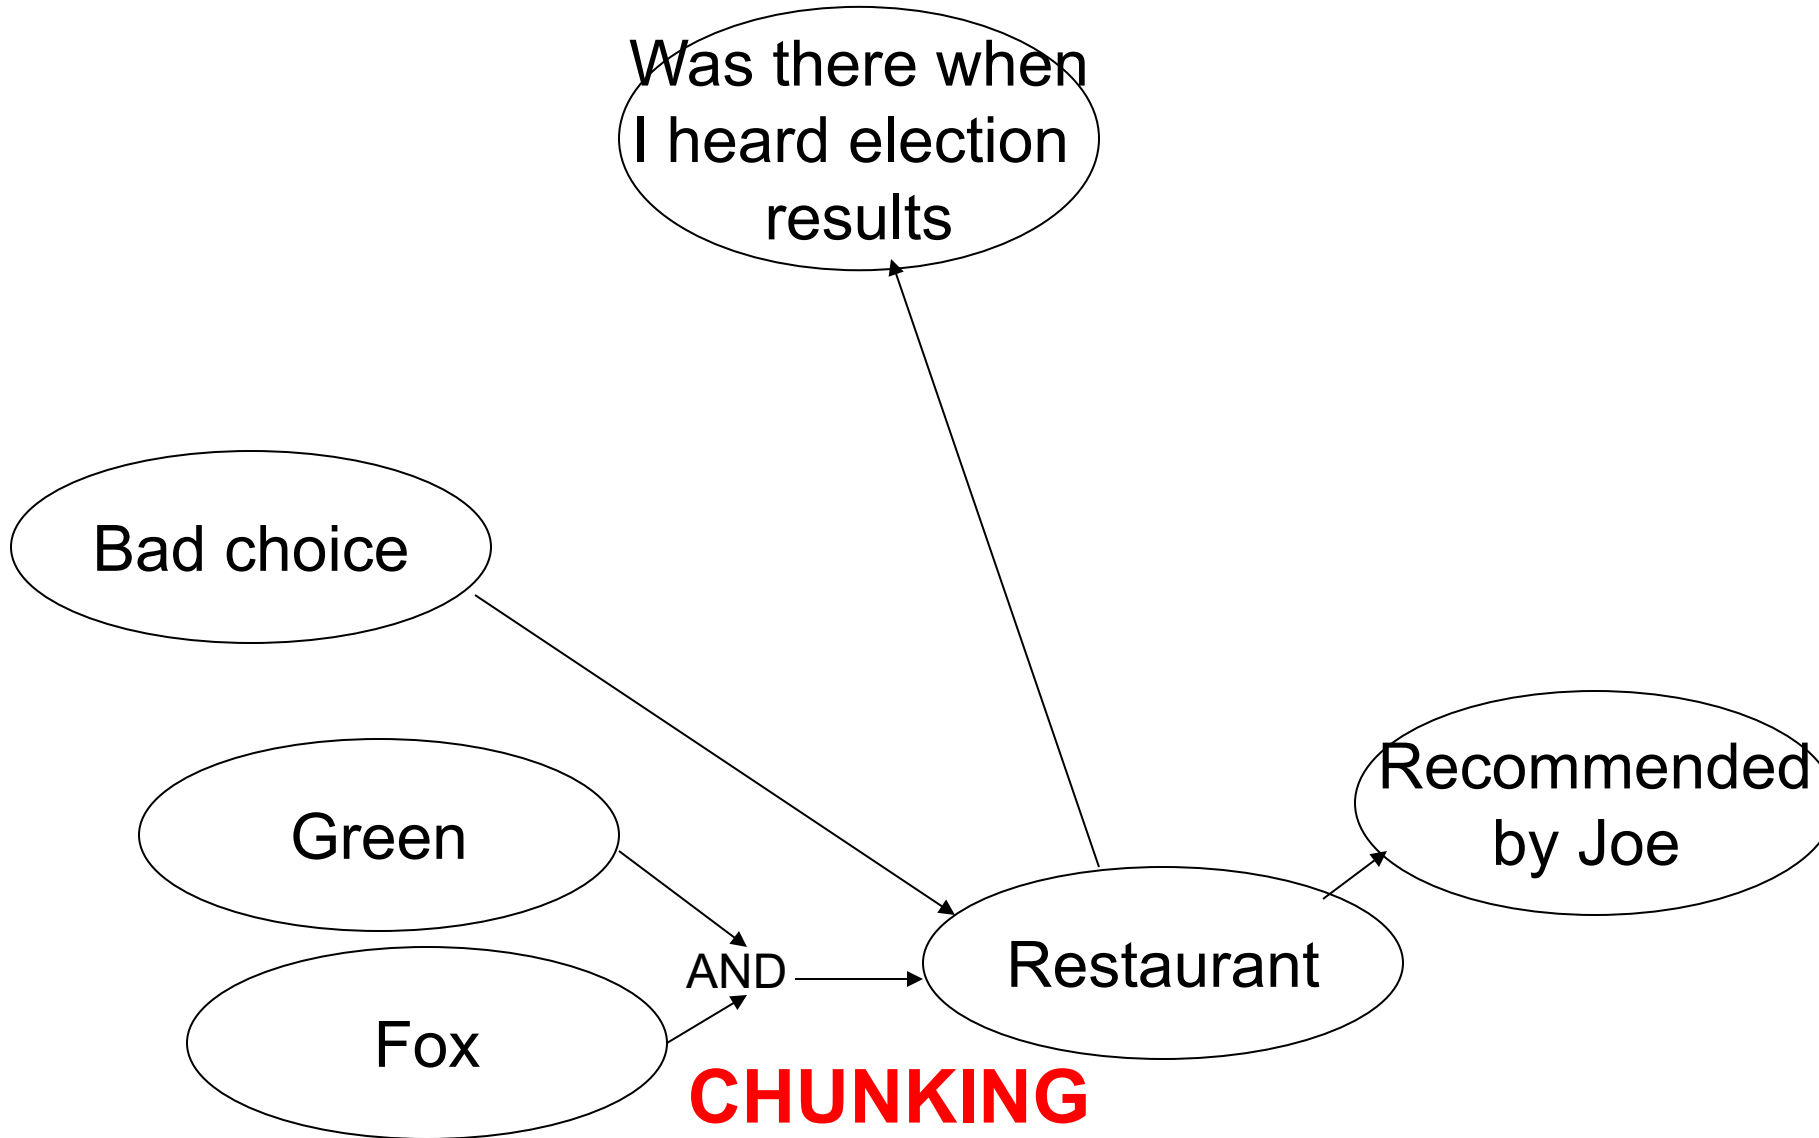 Was there when
I heard election
results
Bad choice
Recommended
by Joe
Green
AND
Restaurant
Fox
CHUNKING